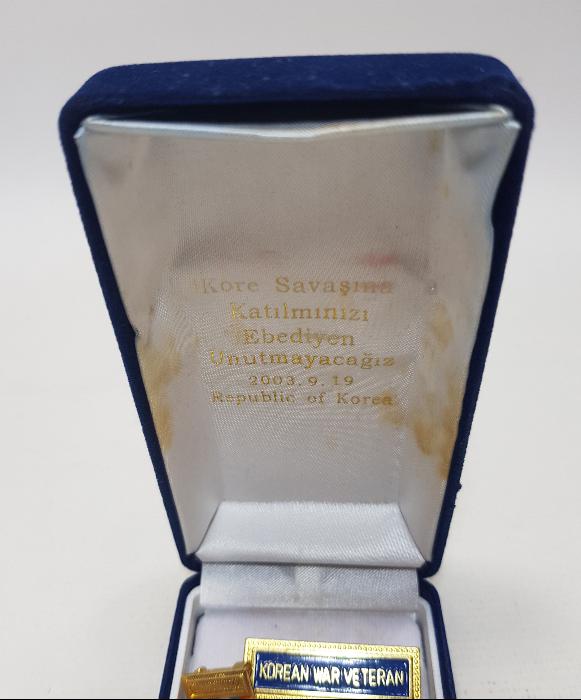 Kore Savaşına
Katılmınızı
Ebediyen
Unutmayacağız
2003.9.19
Republic of Korea
KOREAN WAR VETERAN